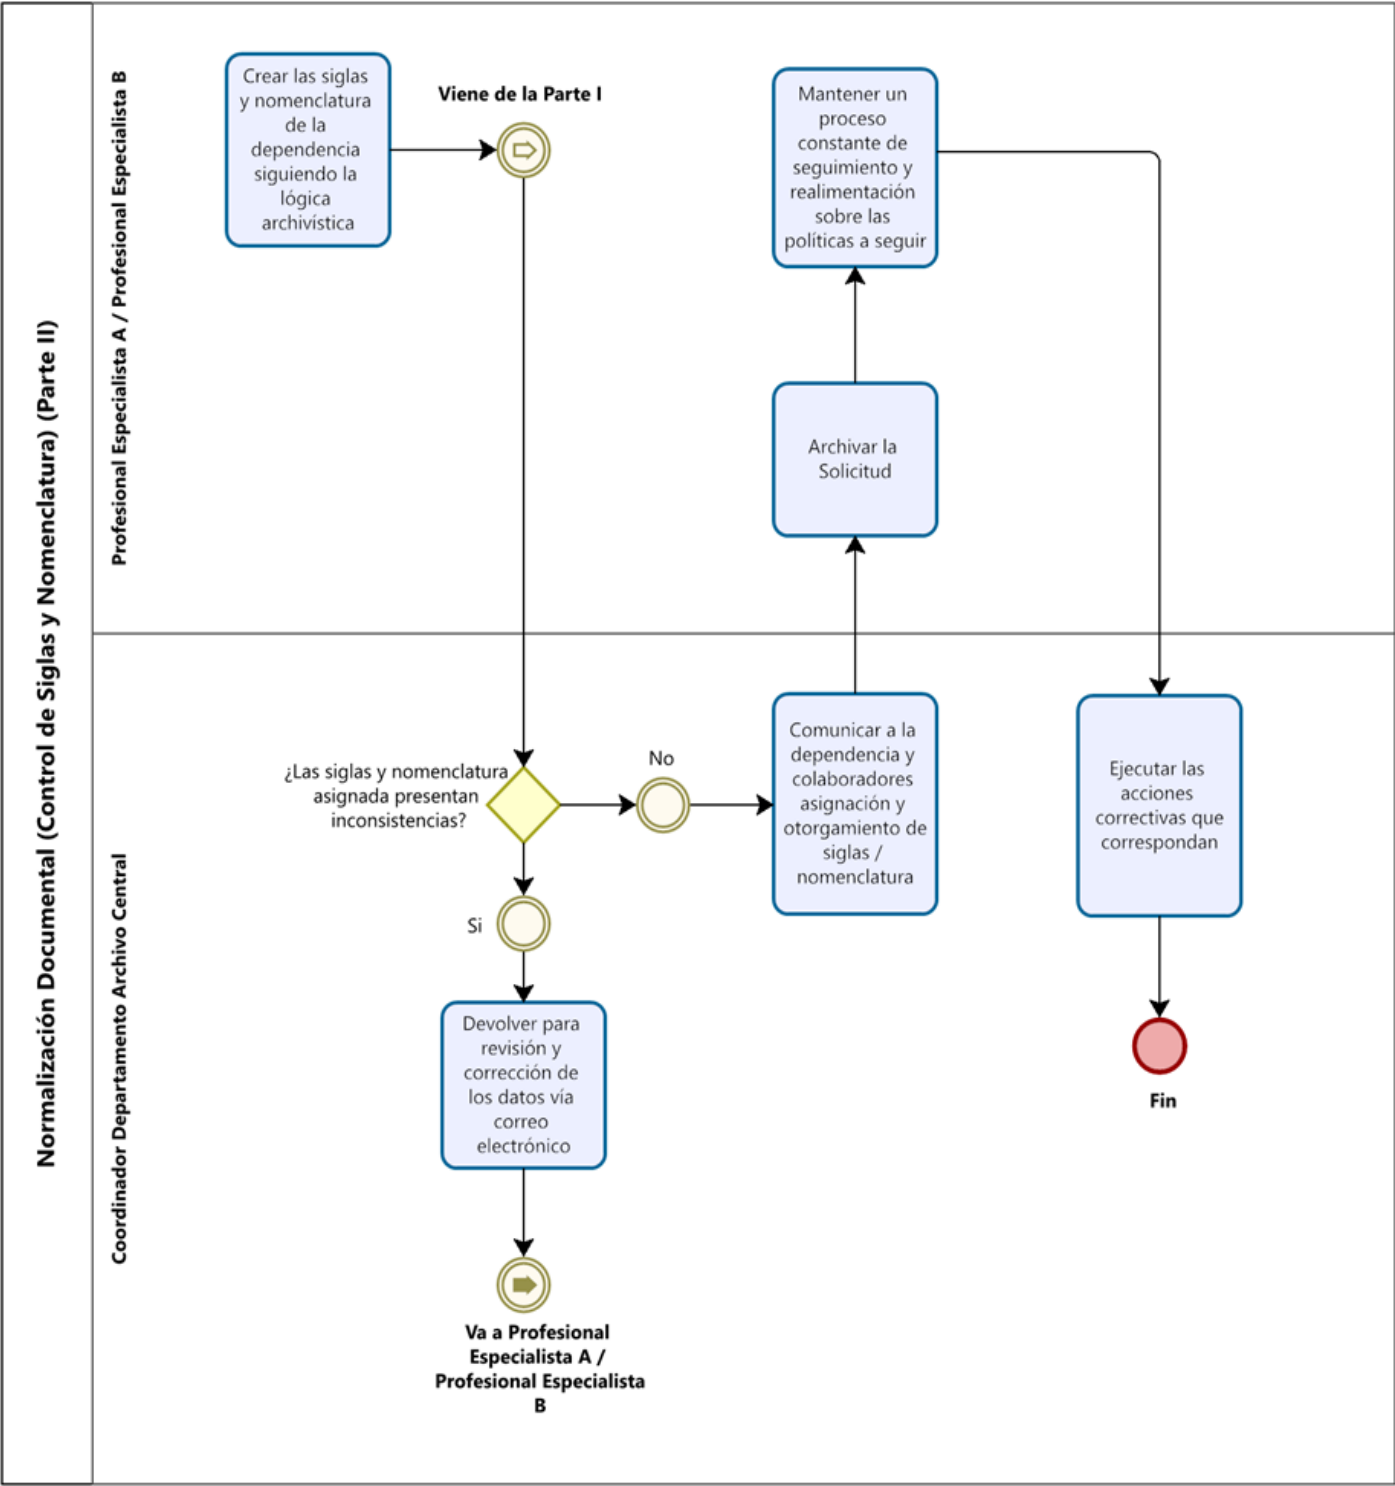 Normalización Documental (Control de Siglas y Nomenclatura) (Parte II)
Profesional Especialista A / Profesional Especialista B
Crear las siglas
y nomenclatura
de la
dependencia
siguiendo la
lógica
archivística
Viene de la Parte I
Mantener un
proceso
constante de
seguimiento y
realimentación
sobre las
políticas a seguir
Archivar la
Solicitud
Coordinador Departamento Archivo Central
¿Las siglas y nomenclatura
asignada presentan
inconsistencias?
No
Comunicar a la
dependencia y
colaboradores
asignación y
otorgamiento de
siglas /
nomenclatura
Ejecutar las
acciones
correctivas que
correspondan
Si
Devolver para
revisión y
corrección de
los datos vía
correo
electrónico
Fin
Va a Profesional
Especialista A /
Profesional Especialista
B